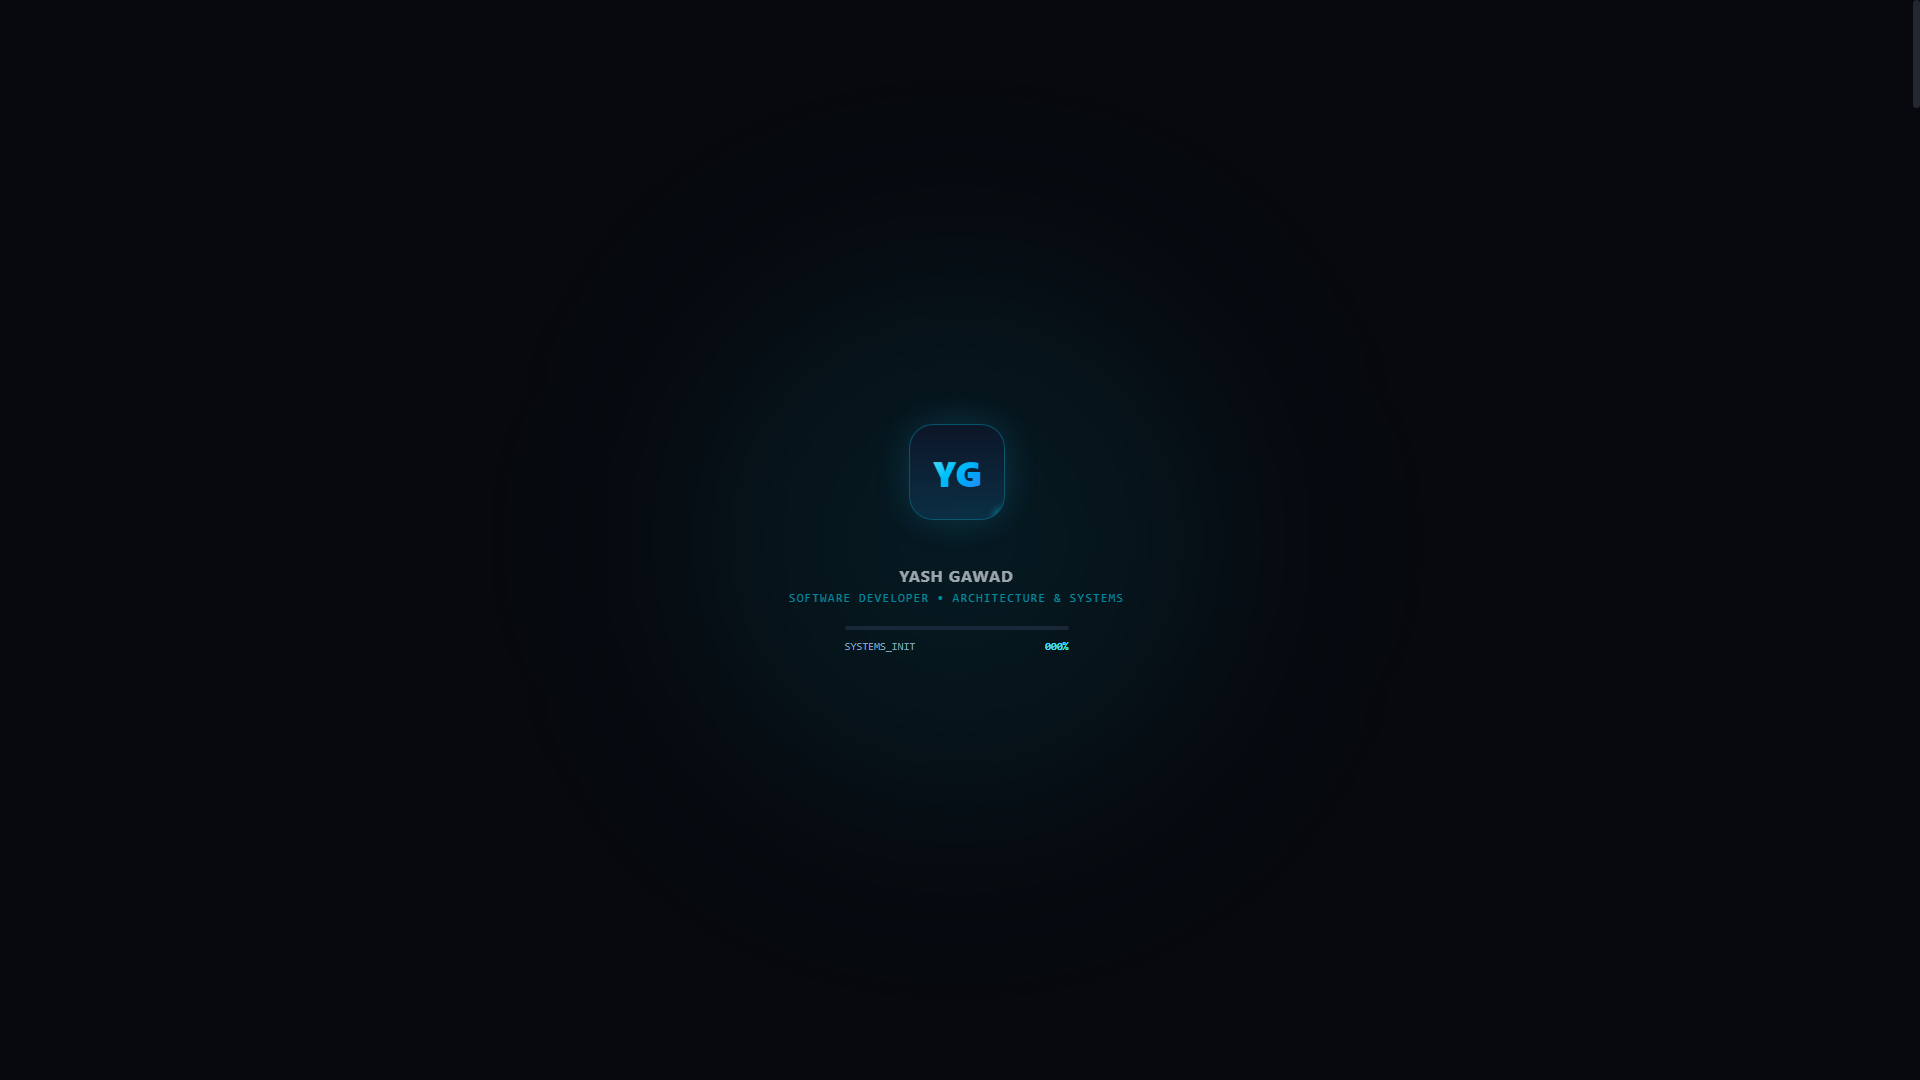 YG
YASH GAWAD
SOFTWARE DEVELOPER • ARCHITECTURE & SYSTEMS
SYSTEMS_INIT 000%